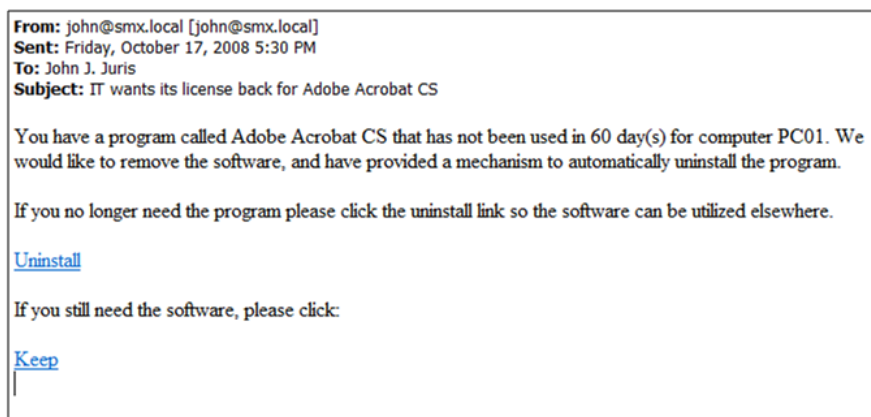 From: john@smx.local [john@smx.local]
Sent: Friday, October 17, 2008 5:30 PM
To: John J. Juris
Subject: IT wants its license back for Adobe Acrobat CS
You have a program called Adobe Acrobat CS that has not been used in 60 day(s) for computer PC01. We
would like to remove the software, and have provided a mechanism to automatically uninstall the program.
If you no longer need the program please click the uninstall link so the software can be utilized elsewhere.
Uninstall
If you still need the software, please click:
Keep